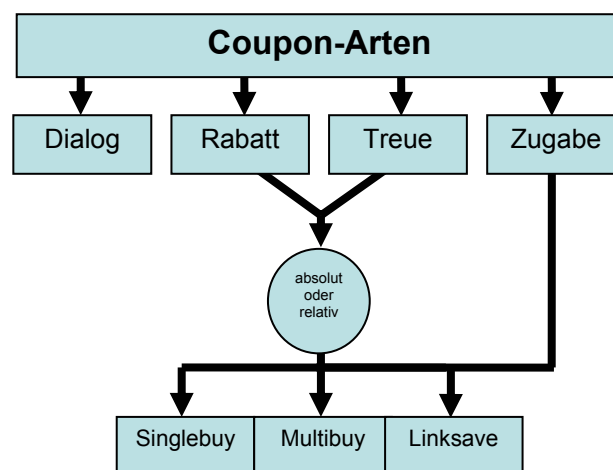 Coupon-Arten
Dialog
Rabatt
Treue
Zugabe
absolut
oder
relativ
Singlebuy
Multibuy
Linksave